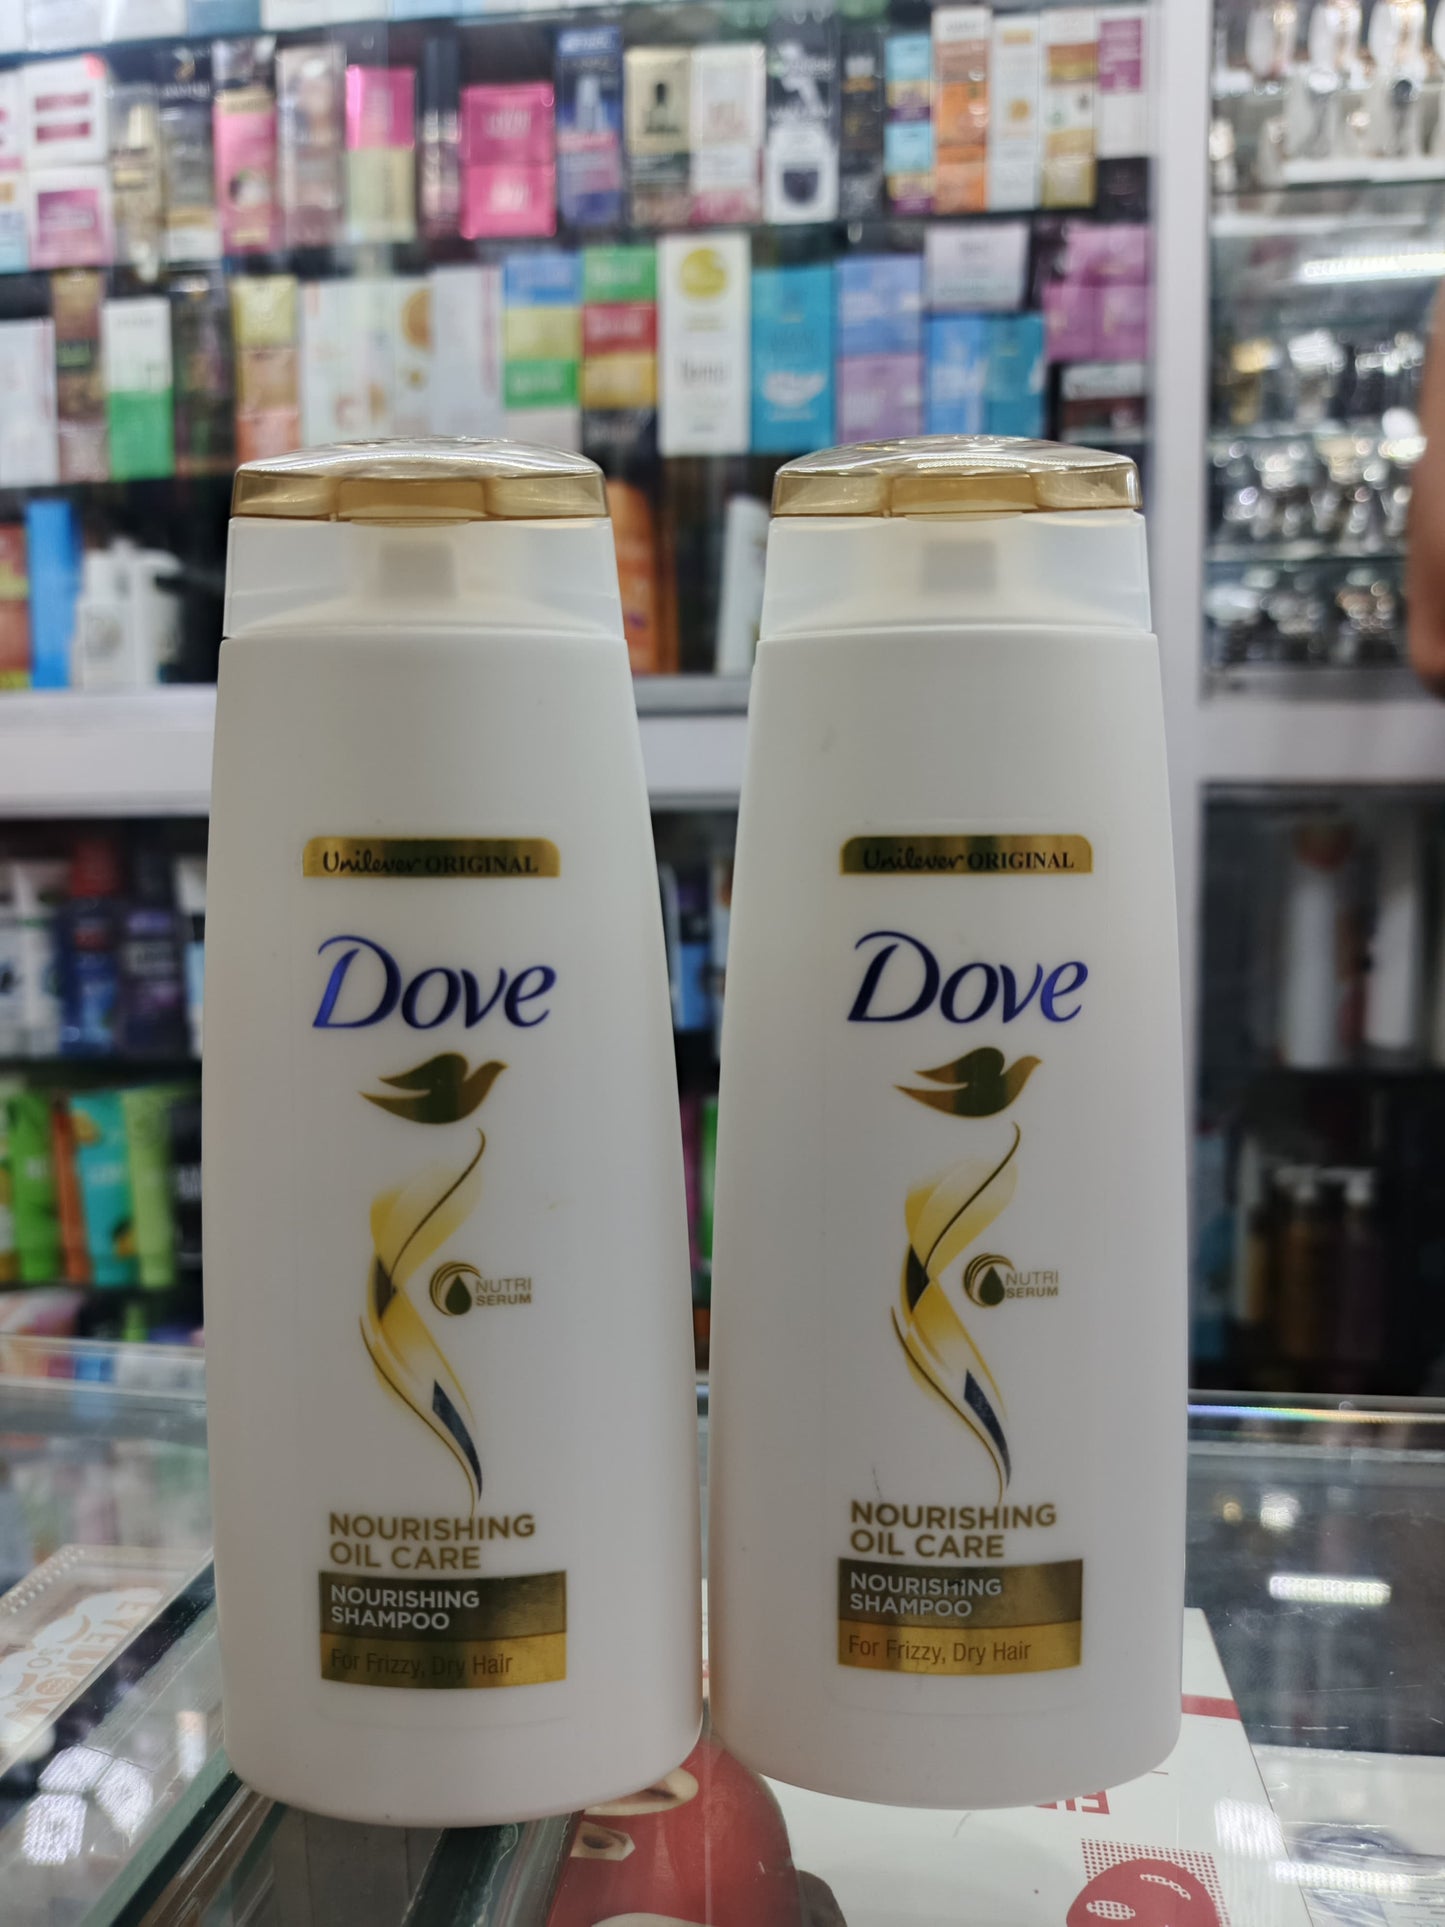 Unilever ORIGINAL
Dove
NUTRI
SERUM
NOURISHING
OIL CARE
NOURISHING
SHAMPOO
For Frizzy, Dry Hair
Unilever ORIGINAL
Dove
NUTRI
SERUM
NOURISHING
OIL CARE
NOURISHING
SHAMPOO
For Frizzy, Dry Hair